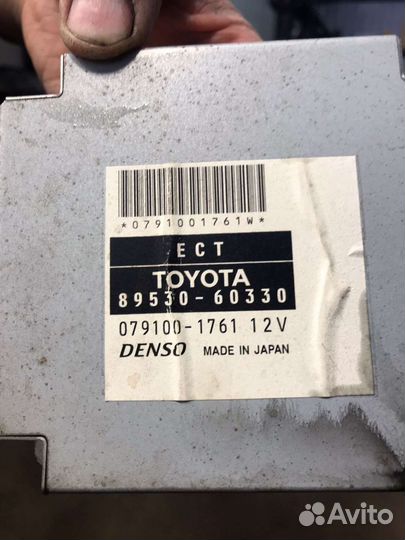 *0791001761W*
ECT
TOYOTA
89530-60330
079100-1761 12V
DENSO MADE IN JAPAN
Avito